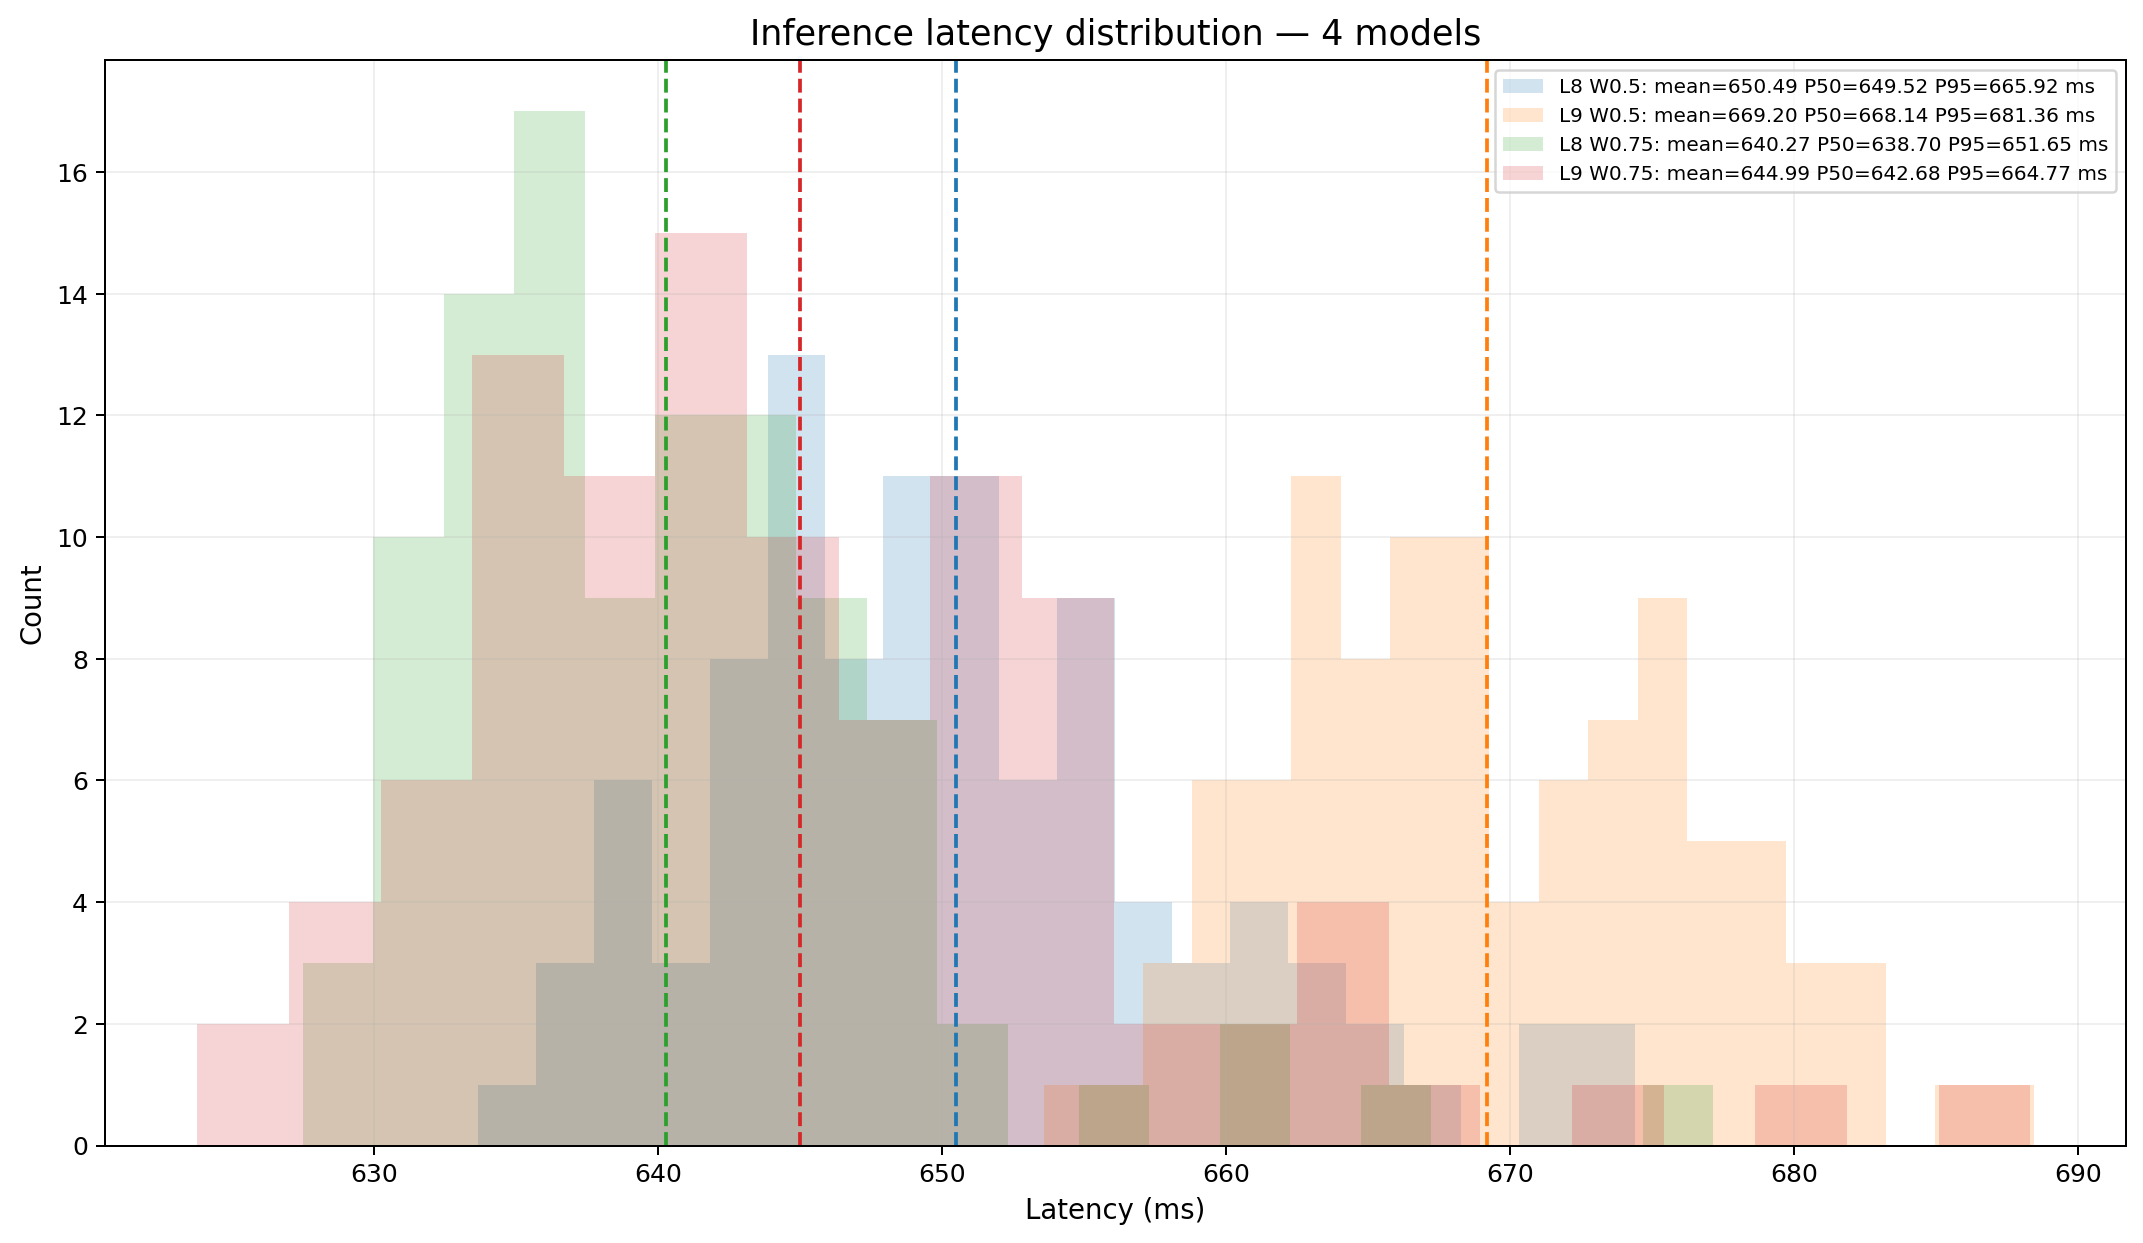 Inference latency distribution — 4 models
L8 W0.5: mean=650.49 P50=649.52 P95=665.92 ms
L9 W0.5: mean=669.20 P50=668.14 P95=681.36 ms
L8 W0.75: mean=640.27 P50=638.70 P95=651.65 ms
L9 W0.75: mean=644.99 P50=642.68 P95=664.77 ms
Count
16
14
12
10
8
6
4
2
0
630 640 650 660 670 680 690
Latency (ms)